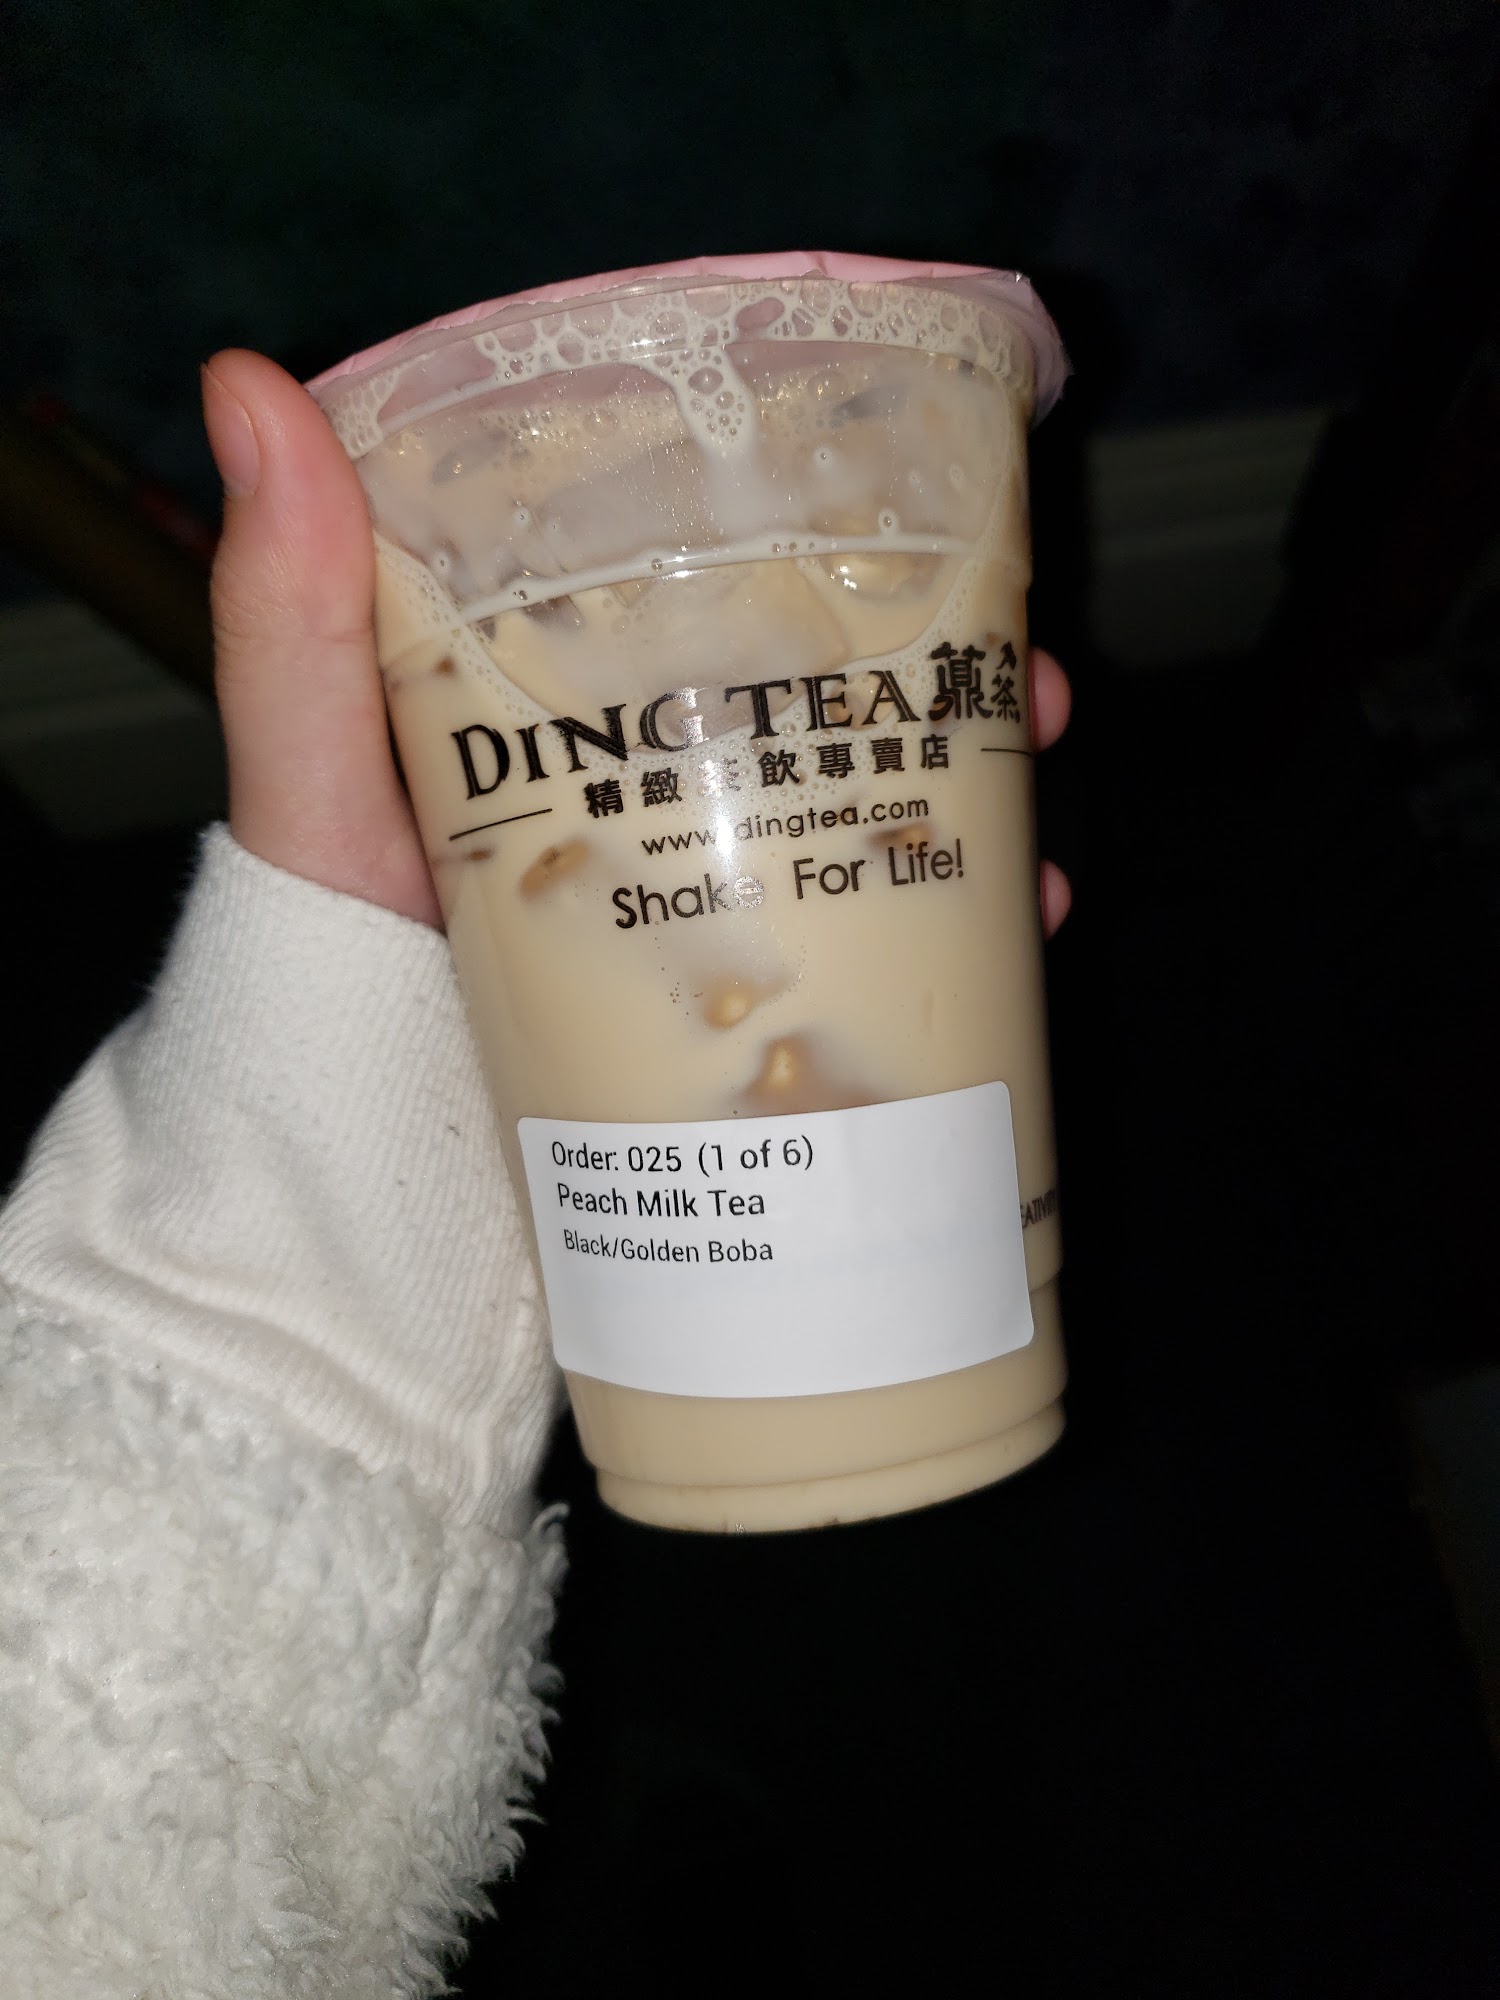 DING TEA 薡茶
精緻茶飲專賣店
www.dingtea.com
Shake For Life!
Order: 025 (1 of 6)
Peach Milk Tea
Black/Golden Boba